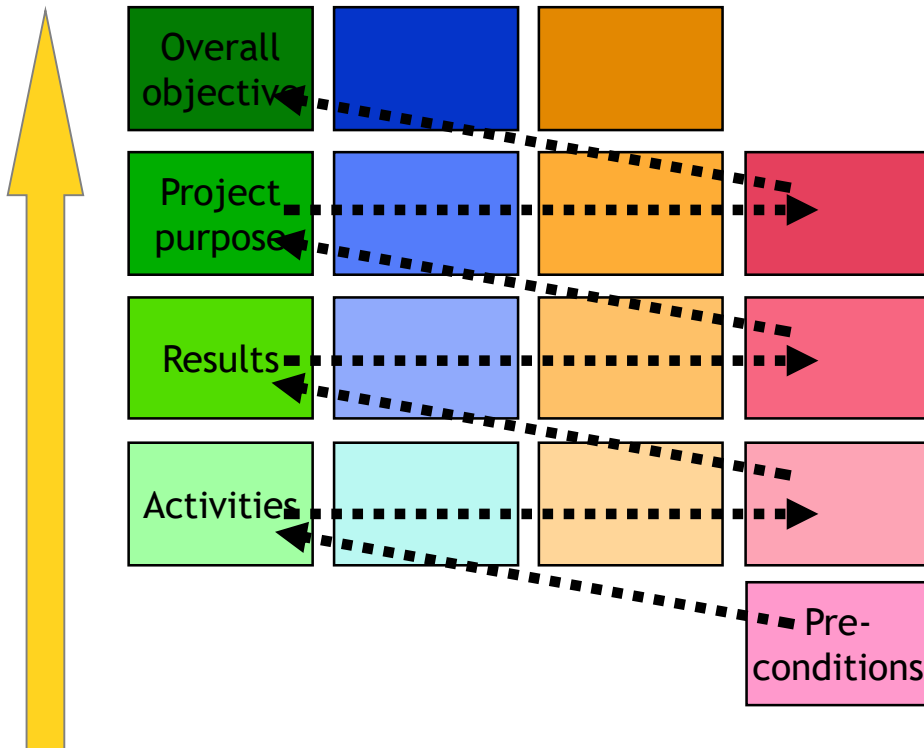 Overall
objective
Project
purpose
Results
Activities
Pre-
conditions